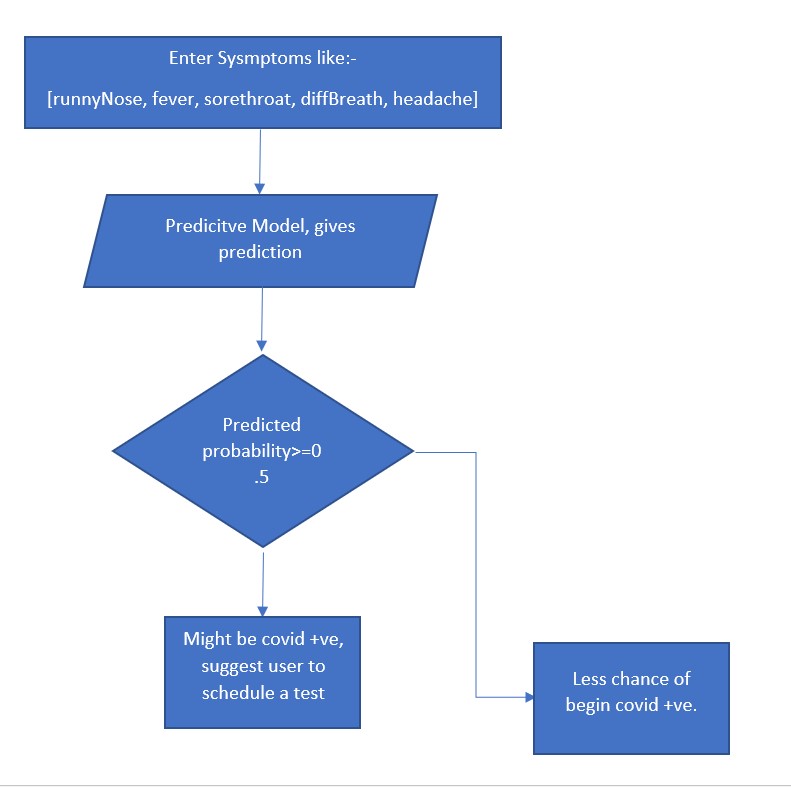 Enter Sysmptoms like:-
[runnyNose, fever, sorethroat, diffBreath, headache]
Predicitve Model, gives
prediction
Predicted
probability>=0
.5
Might be covid +ve,
suggest user to
schedule a test
Less chance of
begin covid +ve.